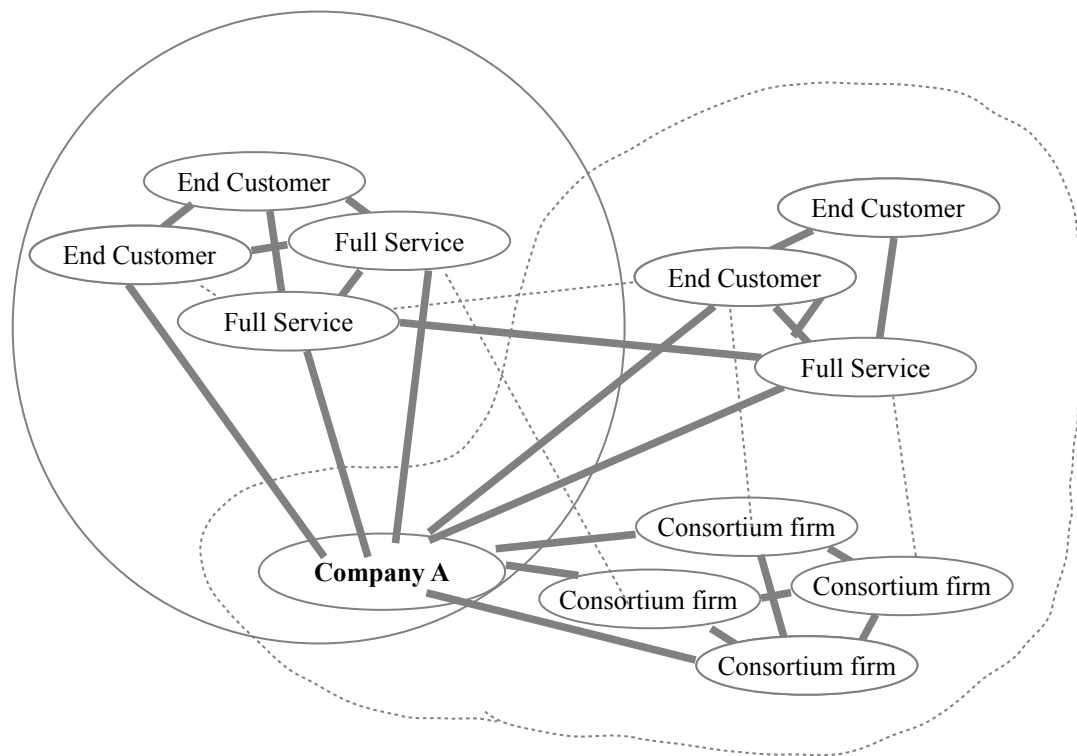 End Customer
End Customer
Full Service
Full Service
End Customer
End Customer
Full Service
Company A
Consortium firm
Consortium firm
Consortium firm
Consortium firm